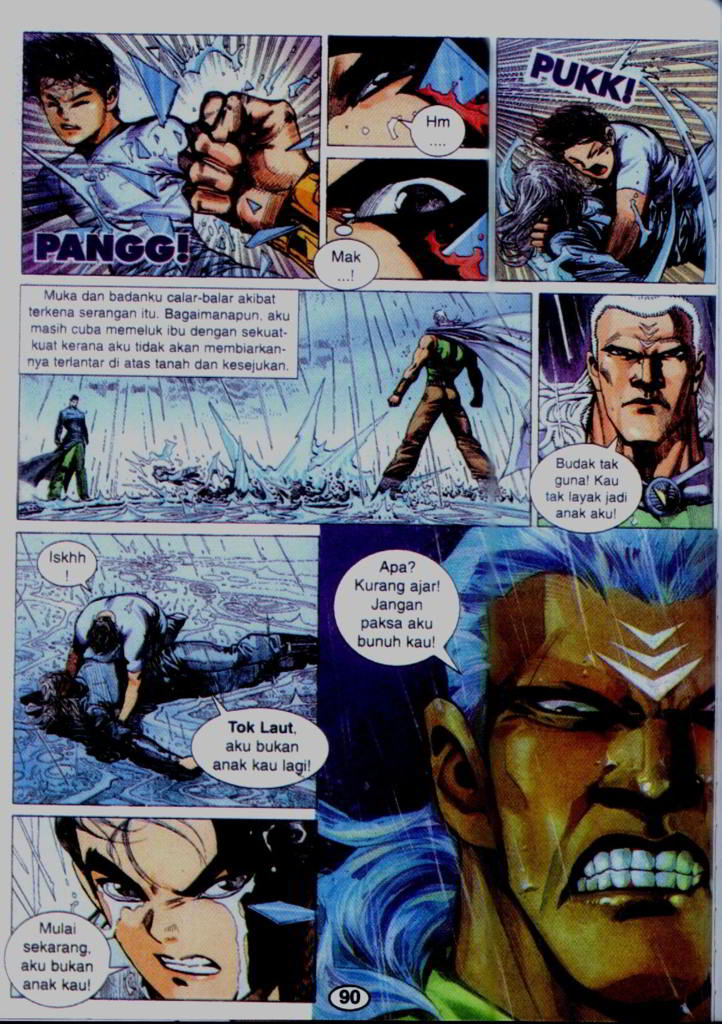 PANGG!
Hm
....
Mak
...!
PUKK!
Muka dan badanku calar-balar akibat
terkena serangan itu. Bagaimanapun, aku
masih cuba memeluk ibu dengan sekuat-
kuat kerana aku tidak akan membiarkan-
nya terlantar di atas tanah dan kesejukan.
Budak tak
guna! Kau
tak layak jadi
anak aku!
Iskhh
!
Tok Laut,
aku bukan
anak kau lagi!
Apa?
Kurang ajar!
Jangan
paksa aku
bunuh kau!
Mulai
sekarang,
aku bukan
anak kau!
90